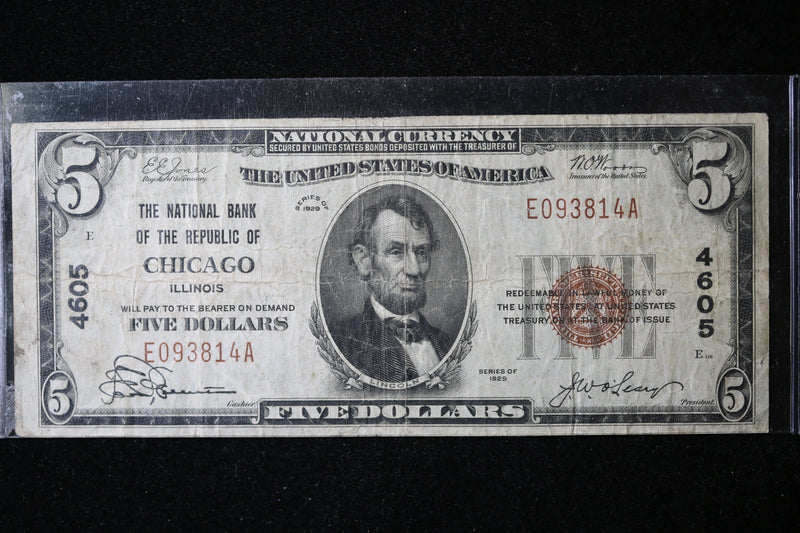 NATIONAL CURRENCY
SECURED BY UNITED STATES BONDS DEPOSITED WITH THE TREASURER OF
THE UNITED STATES OF AMERICA
5
5
E.E. Jones
Register of the Treasury.
W.O. Woods
Treasurer of the United States.
SERIES OF
1929
THE NATIONAL BANK
OF THE REPUBLIC OF
CHICAGO
ILLINOIS
WILL PAY TO THE BEARER ON DEMAND
FIVE DOLLARS
E
E093814A
4605
E093814A
4605
FIVE
REDEEMABLE IN LAWFUL MONEY OF
THE UNITED STATES AT UNITED STATES
TREASURY OR AT THE BANK OF ISSUE
E
E093814A
SERIES OF
1929
LINCOLN
Cashier
J.W. O'Leary
President
5
FIVE DOLLARS
5